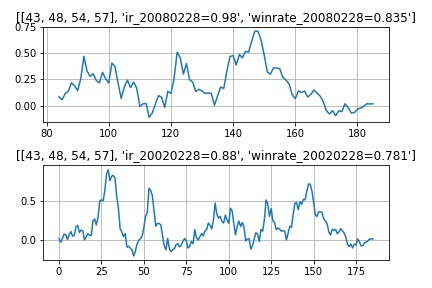 [[43, 48, 54, 57], 'ir_20080228=0.98', 'winrate_20080228=0.835']
0.75
0.50
0.25
0.00
80 100 120 140 160 180
[[43, 48, 54, 57], 'ir_20020228=0.88', 'winrate_20020228=0.781']
0.5
0.0
0 25 50 75 100 125 150 175